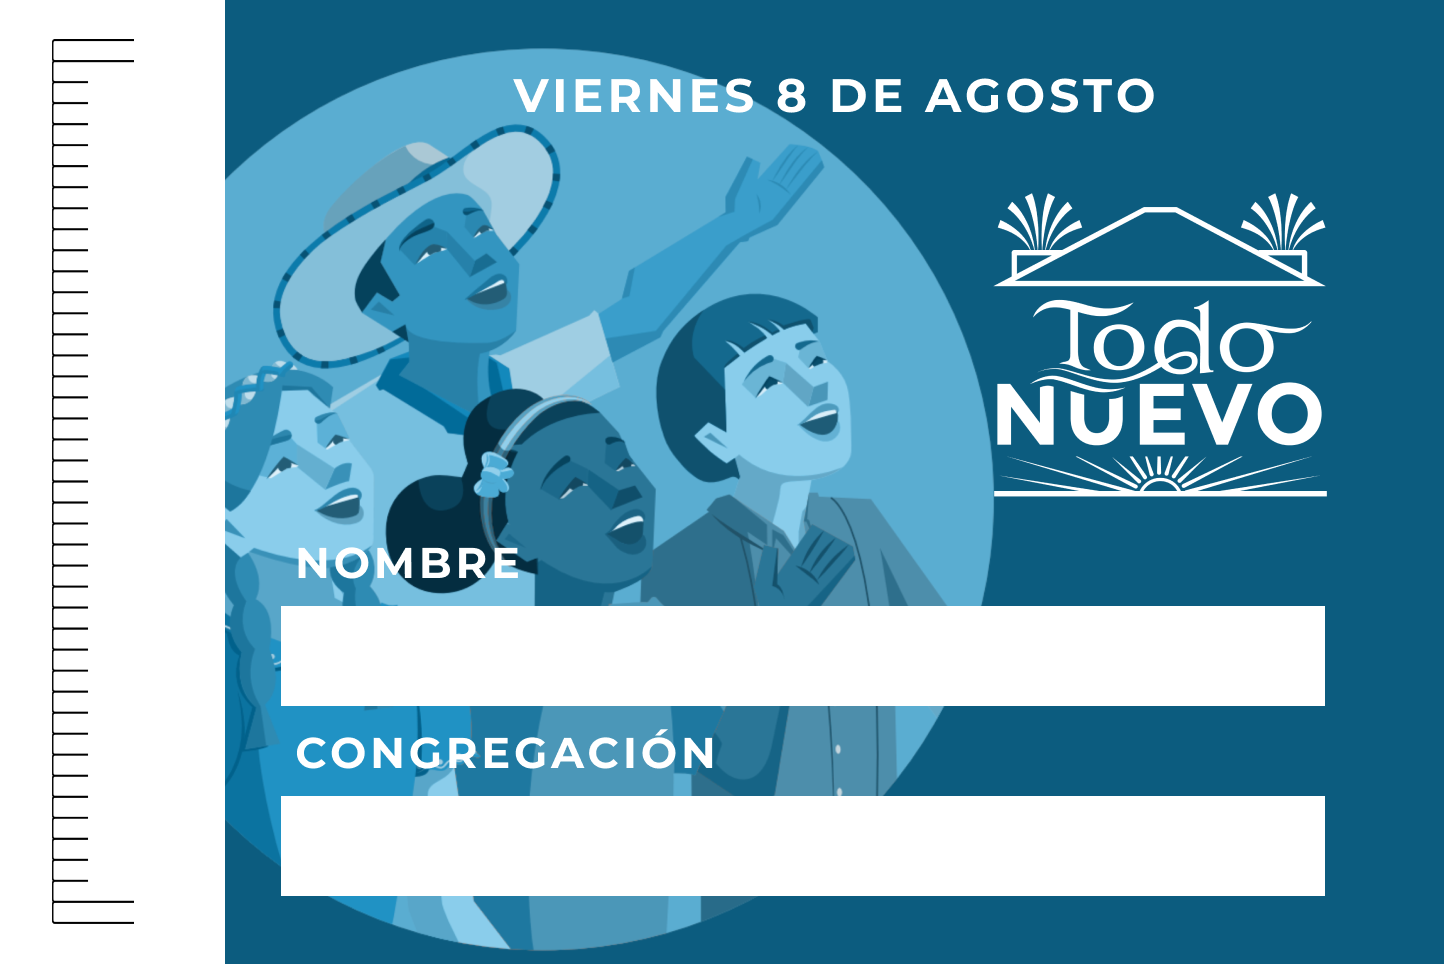 VIERNES 8 DE AGOSTO
Todo
NUEVO
NOMBRE
CONGREGACIÓN